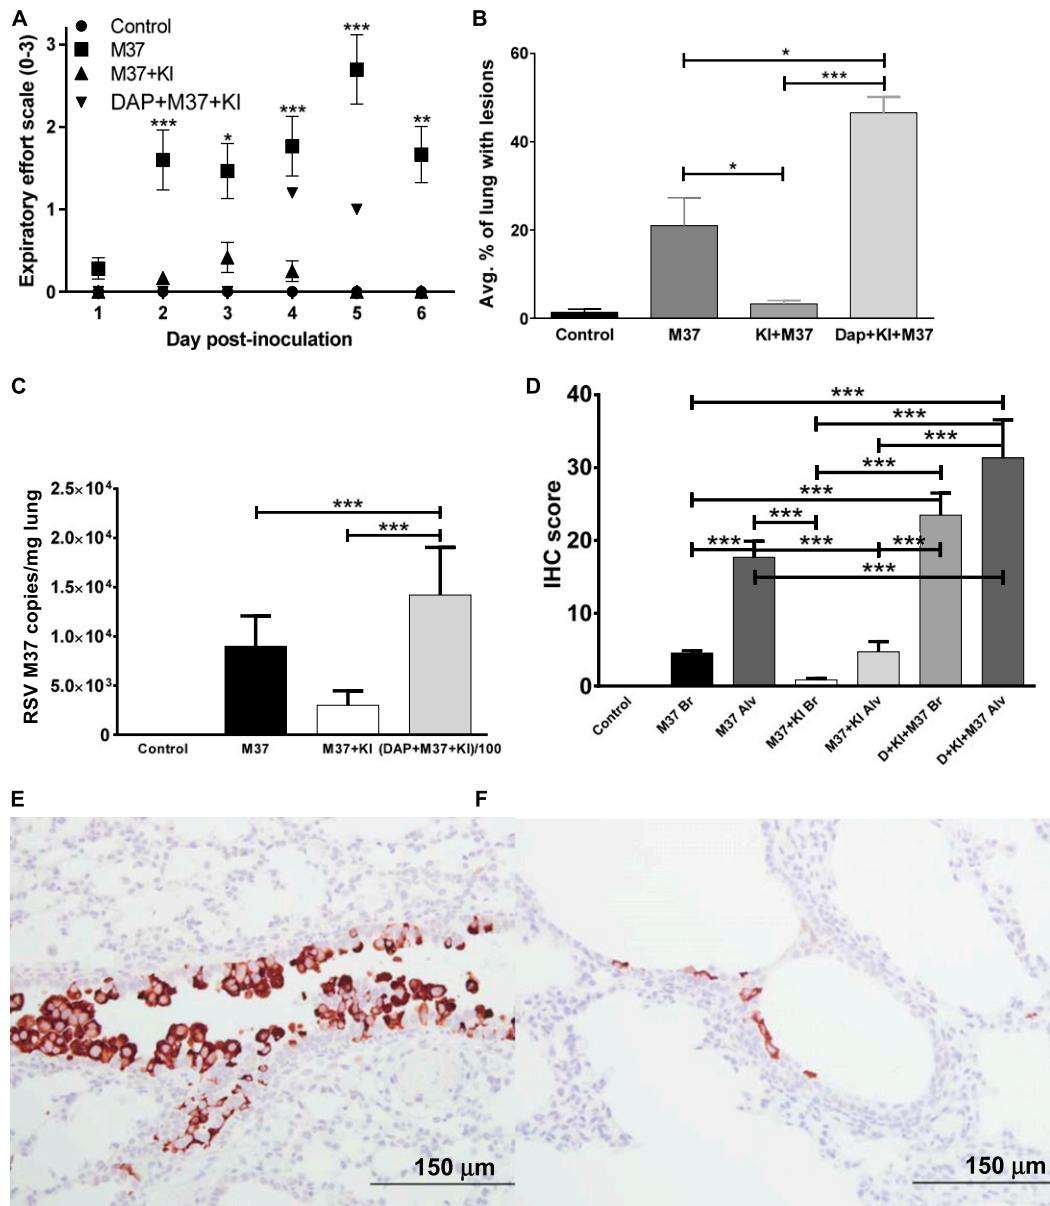 A
Control
M37
M37+KI
DAP+M37+KI
Expiratory effort scale (0-3)
3
2
1
0
***
*
***
***
**
1 2 3 4 5 6
Day post-inoculation
B
Avg. % of lung with lesions
60
40
20
0
*
***
*
Control M37 KI+M37 Dap+KI+M37
C
RSV M37 copies/mg lung
2.5×10⁴
2.0×10⁴
1.5×10⁴
1.0×10⁴
5.0×10³
0
***
***
Control M37 M37+KI (DAP+M37+KI)/100
D
IHC score
40
30
20
10
0
***
***
***
***
***
***
*** *** ***
***
Control M37 Br M37 Alv M37+KI Br M37+KI Alv D+KI+M37 Br D+KI+M37 Alv
E
150 μm
F
150 μm